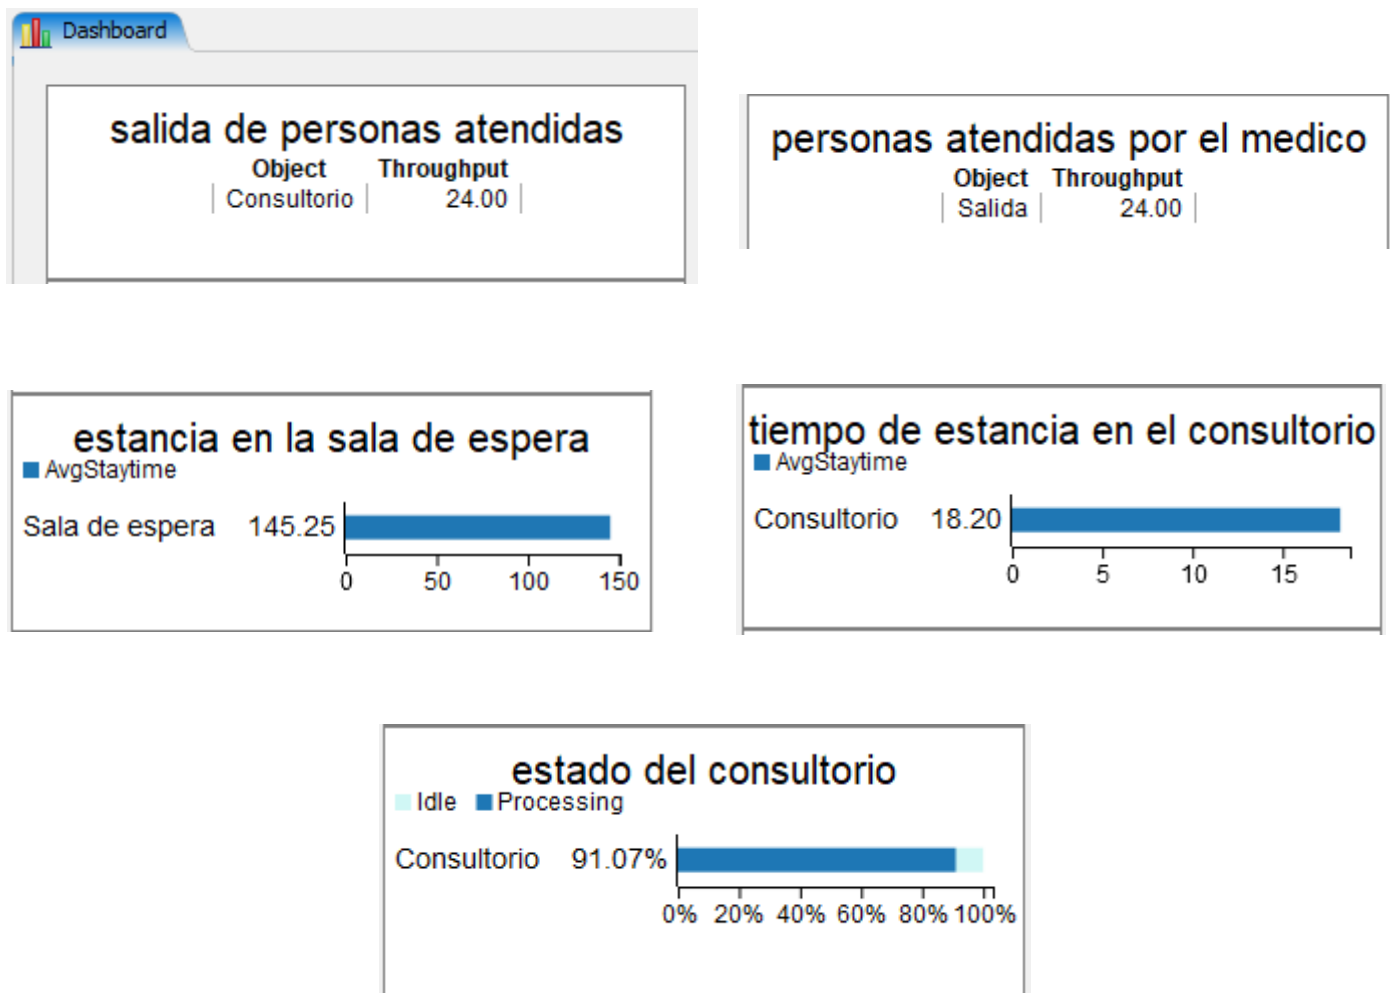 Dashboard
salida de personas atendidas
Object Throughput
Consultorio 24.00
personas atendidas por el medico
Object Throughput
Salida 24.00
estancia en la sala de espera
AvgStaytime
Sala de espera 145.25
0 50 100 150
tiempo de estancia en el consultorio
AvgStaytime
Consultorio 18.20
0 5 10 15
estado del consultorio
Idle Processing
Consultorio 91.07%
0% 20% 40% 60% 80% 100%